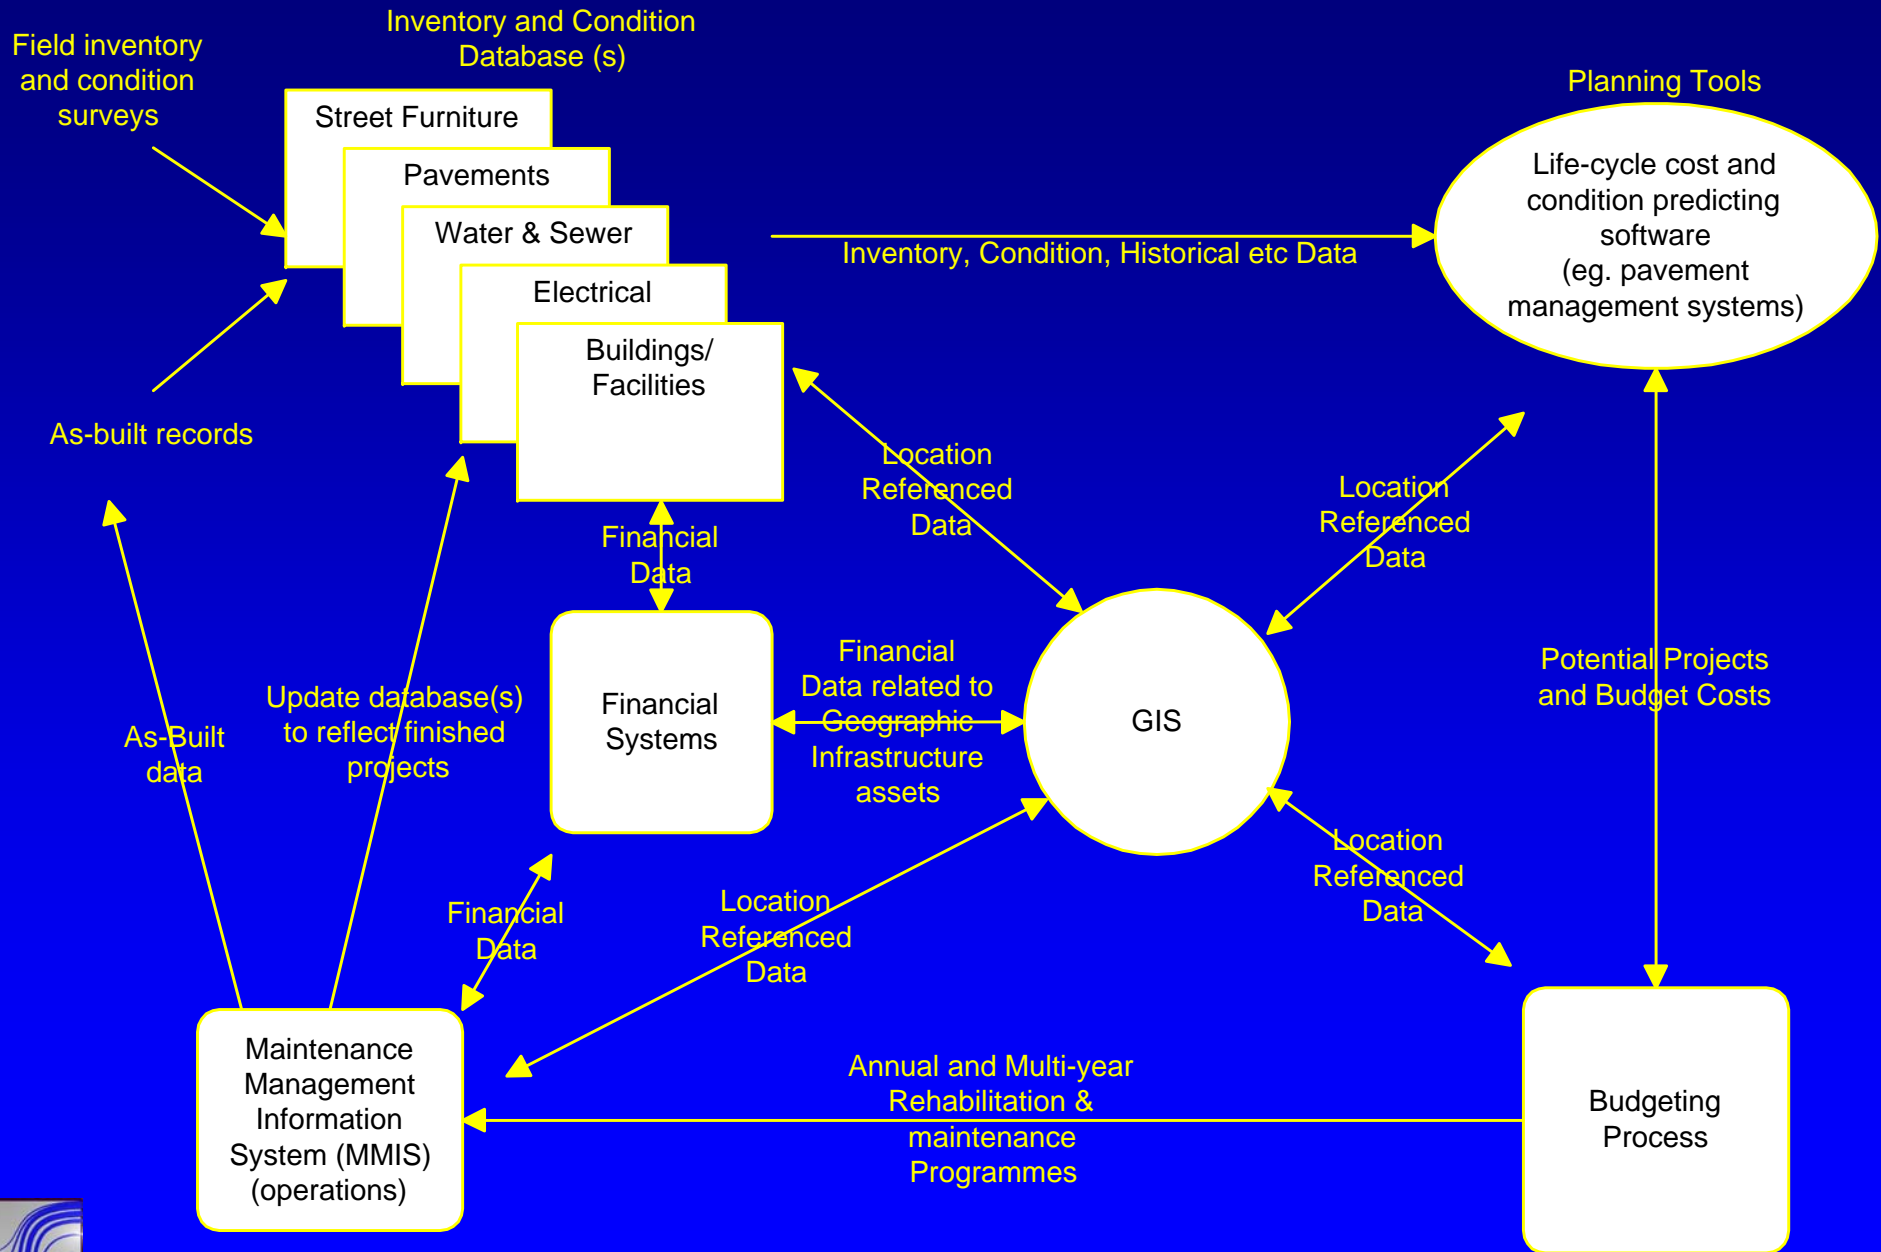 Inventory and Condition
Database (s)
Field inventory
and condition
surveys
Planning Tools
Street Furniture
Pavements
Water & Sewer
Electrical
Buildings/
Facilities
Life-cycle cost and
condition predicting
software
(eg. pavement
management systems)
Inventory, Condition, Historical etc Data
As-built records
Location
Referenced
Data
Location
Referenced
Data
Financial
Data
Financial
Data related to
Geographic
Infrastructure
assets
Potential Projects
and Budget Costs
Update database(s)
to reflect finished
projects
As-Built
data
Financial
Systems
GIS
Location
Referenced
Data
Financial
Data
Location
Referenced
Data
Maintenance
Management
Information
System (MMIS)
(operations)
Annual and Multi-year
Rehabilitation &
maintenance
Programmes
Budgeting
Process